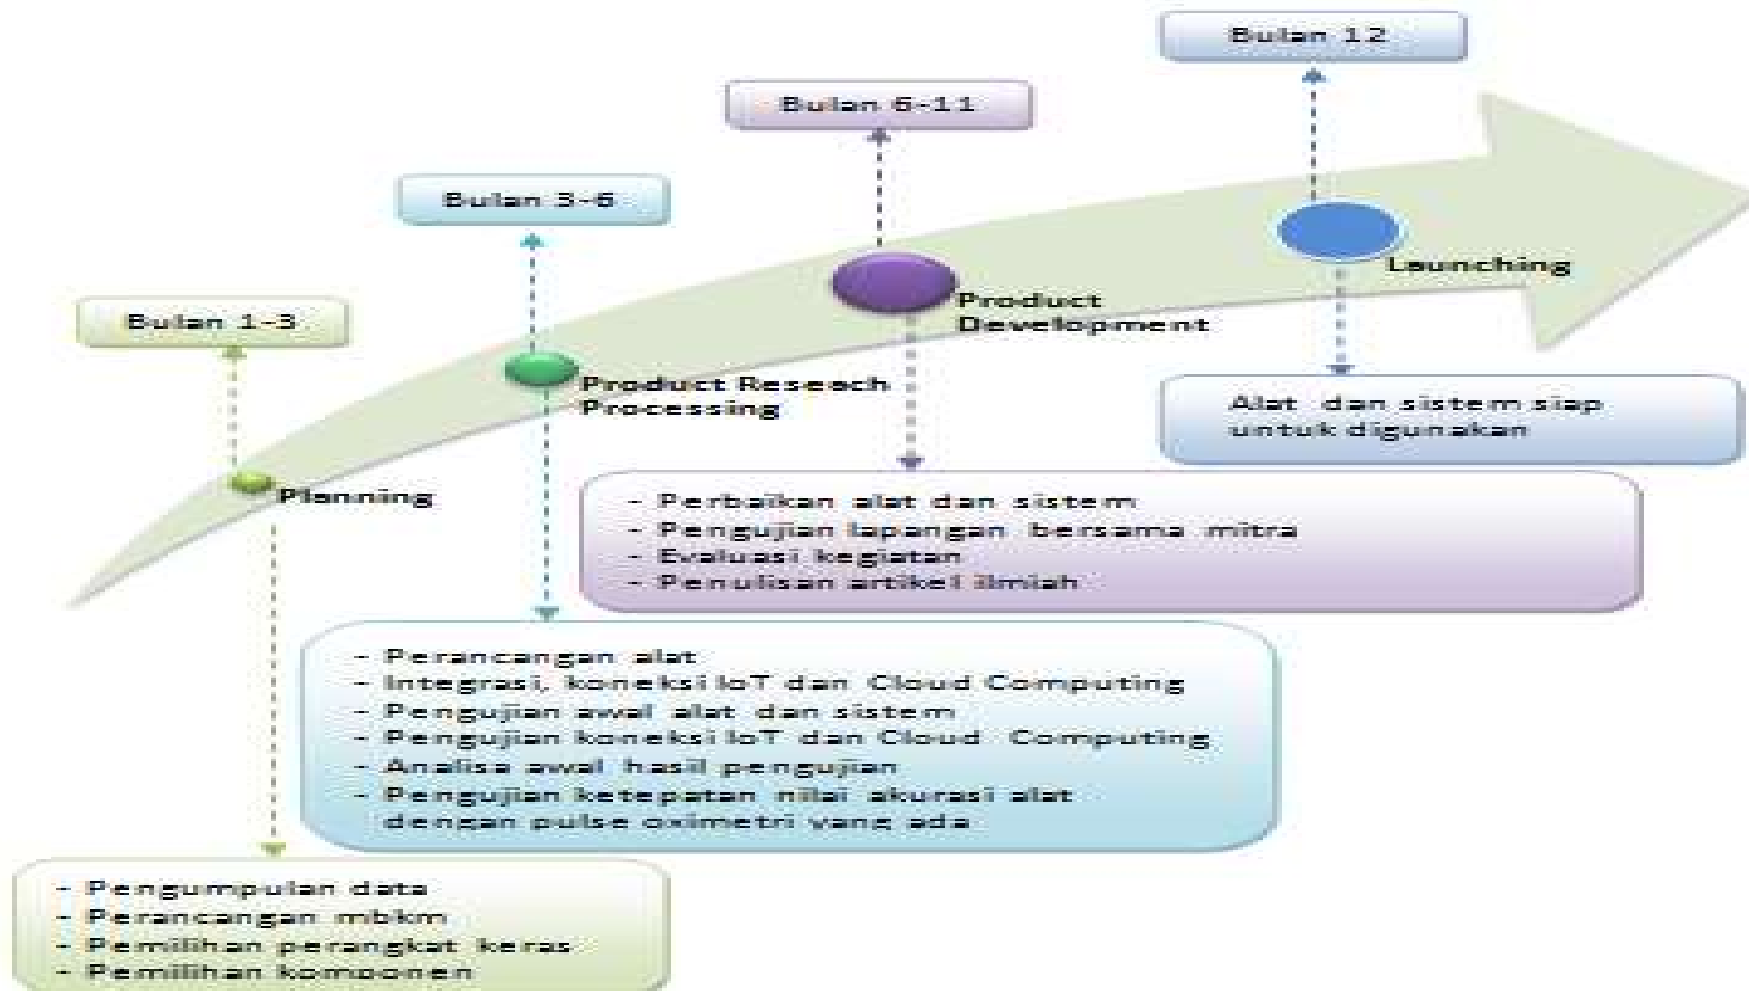 Bulan 12
Bulan 6-11
Bulan 3-6
Bulan 1-3
Launching
Product
Development
Product Reseach
Processing
Planning
Alat dan sistem siap
untuk digunakan
- Perbaikan alat dan sistem
- Pengujian lapangan bersama mitra
- Evaluasi kegiatan
- Penulisan artikel ilmiah
- Perancangan alat
- Integrasi, koneksi IoT dan Cloud Computing
- Pengujian awal alat dan sistem
- Pengujian koneksi IoT dan Cloud Computing
- Analisa awal hasil pengujian
- Pengujian ketepatan nilai akurasi alat
dengan pulse oximetri yang ada
- Pengumpulan data
- Perancangan mbkm
- Pemilihan perangkat keras
- Pemilihan komponen